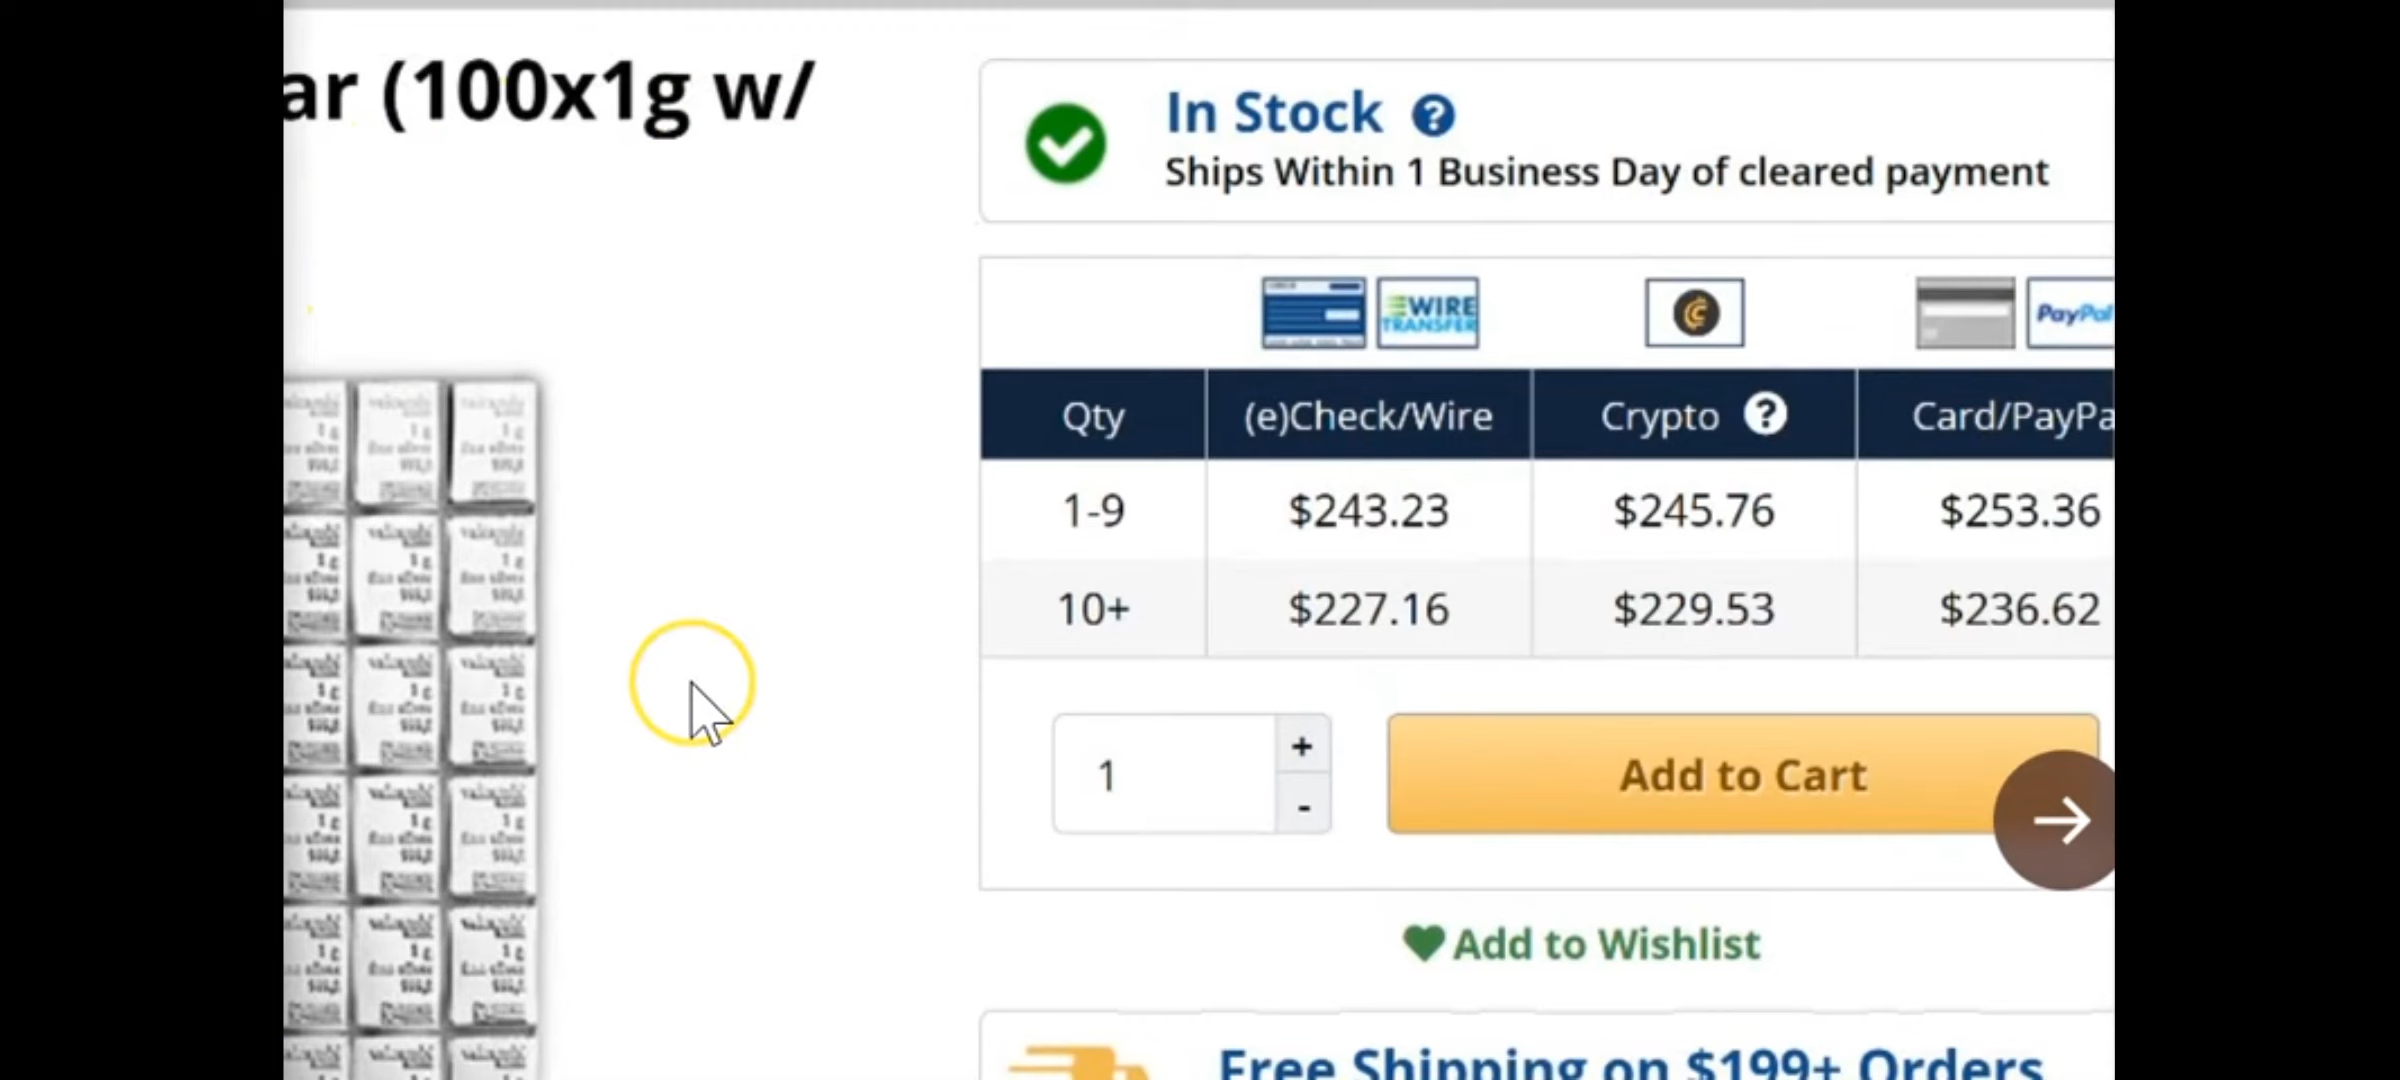 ar (100x1g w/
In Stock ?
Ships Within 1 Business Day of cleared payment
WIRE
TRANSFER
PayPal
Qty (e)Check/Wire Crypto ? Card/PayPa
1-9 $243.23 $245.76 $253.36
10+ $227.16 $229.53 $236.62
1 + -
Add to Cart
Add to Wishlist
Free Shipping on $199+ Orders